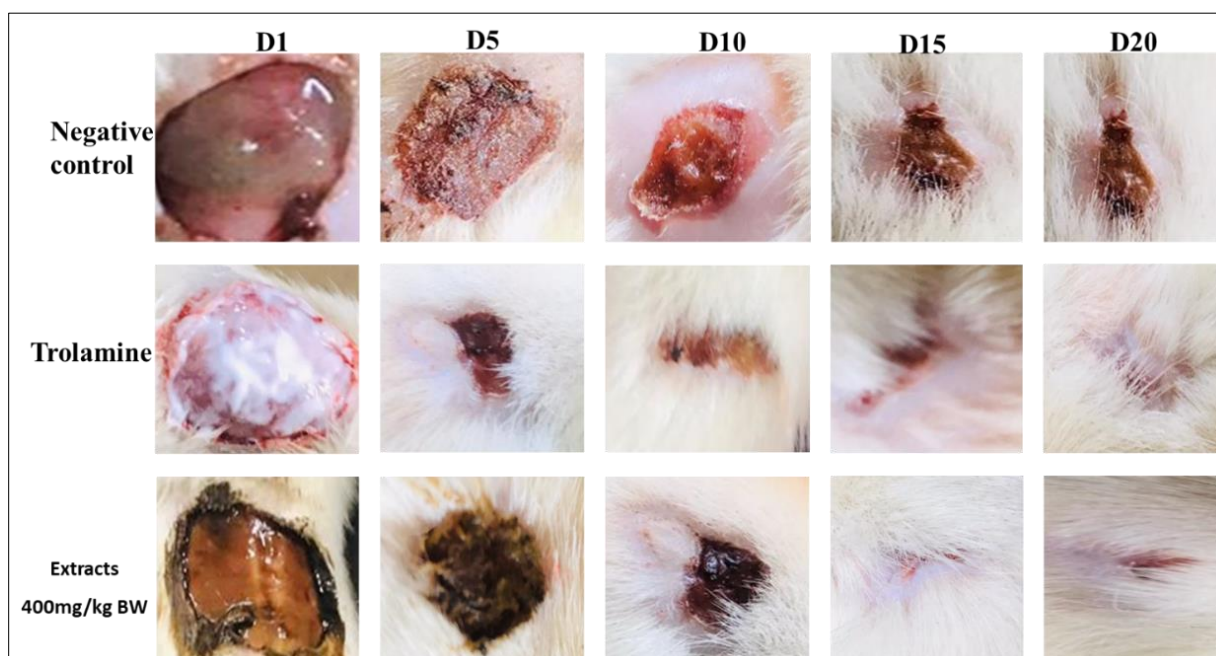 D1 D5 D10 D15 D20
Negative
control
Trolamine
Extracts
400mg/kg BW